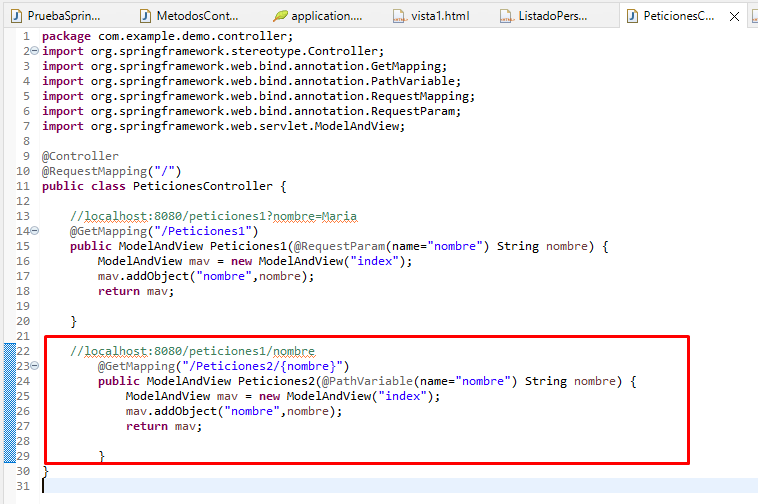 PruebaSprin... MetodosCont... application.... vista1.html ListadoPers... PeticionesC...
1 package com.example.demo.controller;
2 import org.springframework.stereotype.Controller;
3 import org.springframework.web.bind.annotation.GetMapping;
4 import org.springframework.web.bind.annotation.PathVariable;
5 import org.springframework.web.bind.annotation.RequestMapping;
6 import org.springframework.web.bind.annotation.RequestParam;
7 import org.springframework.web.servlet.ModelAndView;
8
9 @Controller
10 @RequestMapping("/")
11 public class PeticionesController {
12
13 //localhost:8080/peticiones1?nombre=Maria
14 @GetMapping("/Peticiones1")
15 public ModelAndView Peticiones1(@RequestParam(name="nombre") String nombre) {
16 ModelAndView mav = new ModelAndView("index");
17 mav.addObject("nombre",nombre);
18 return mav;
19
20 }
21
22 //localhost:8080/peticiones1/nombre
23 @GetMapping("/Peticiones2/{nombre}")
24 public ModelAndView Peticiones2(@PathVariable(name="nombre") String nombre) {
25 ModelAndView mav = new ModelAndView("index");
26 mav.addObject("nombre",nombre);
27 return mav;
28
29 }
30 }
31